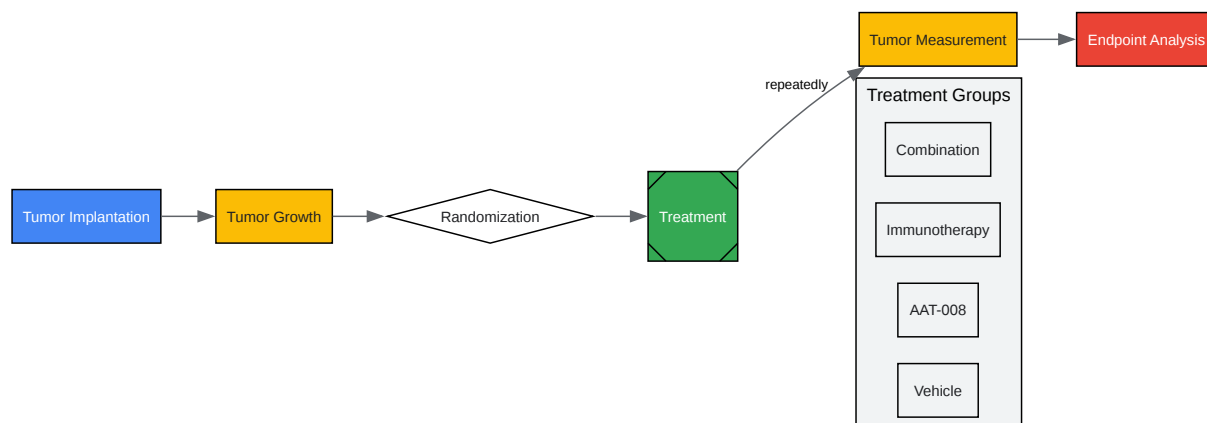 Tumor Implantation
Tumor Growth
Randomization
Treatment
repeatedly
Tumor Measurement
Endpoint Analysis
Treatment Groups
Combination
Immunotherapy
AAT-008
Vehicle